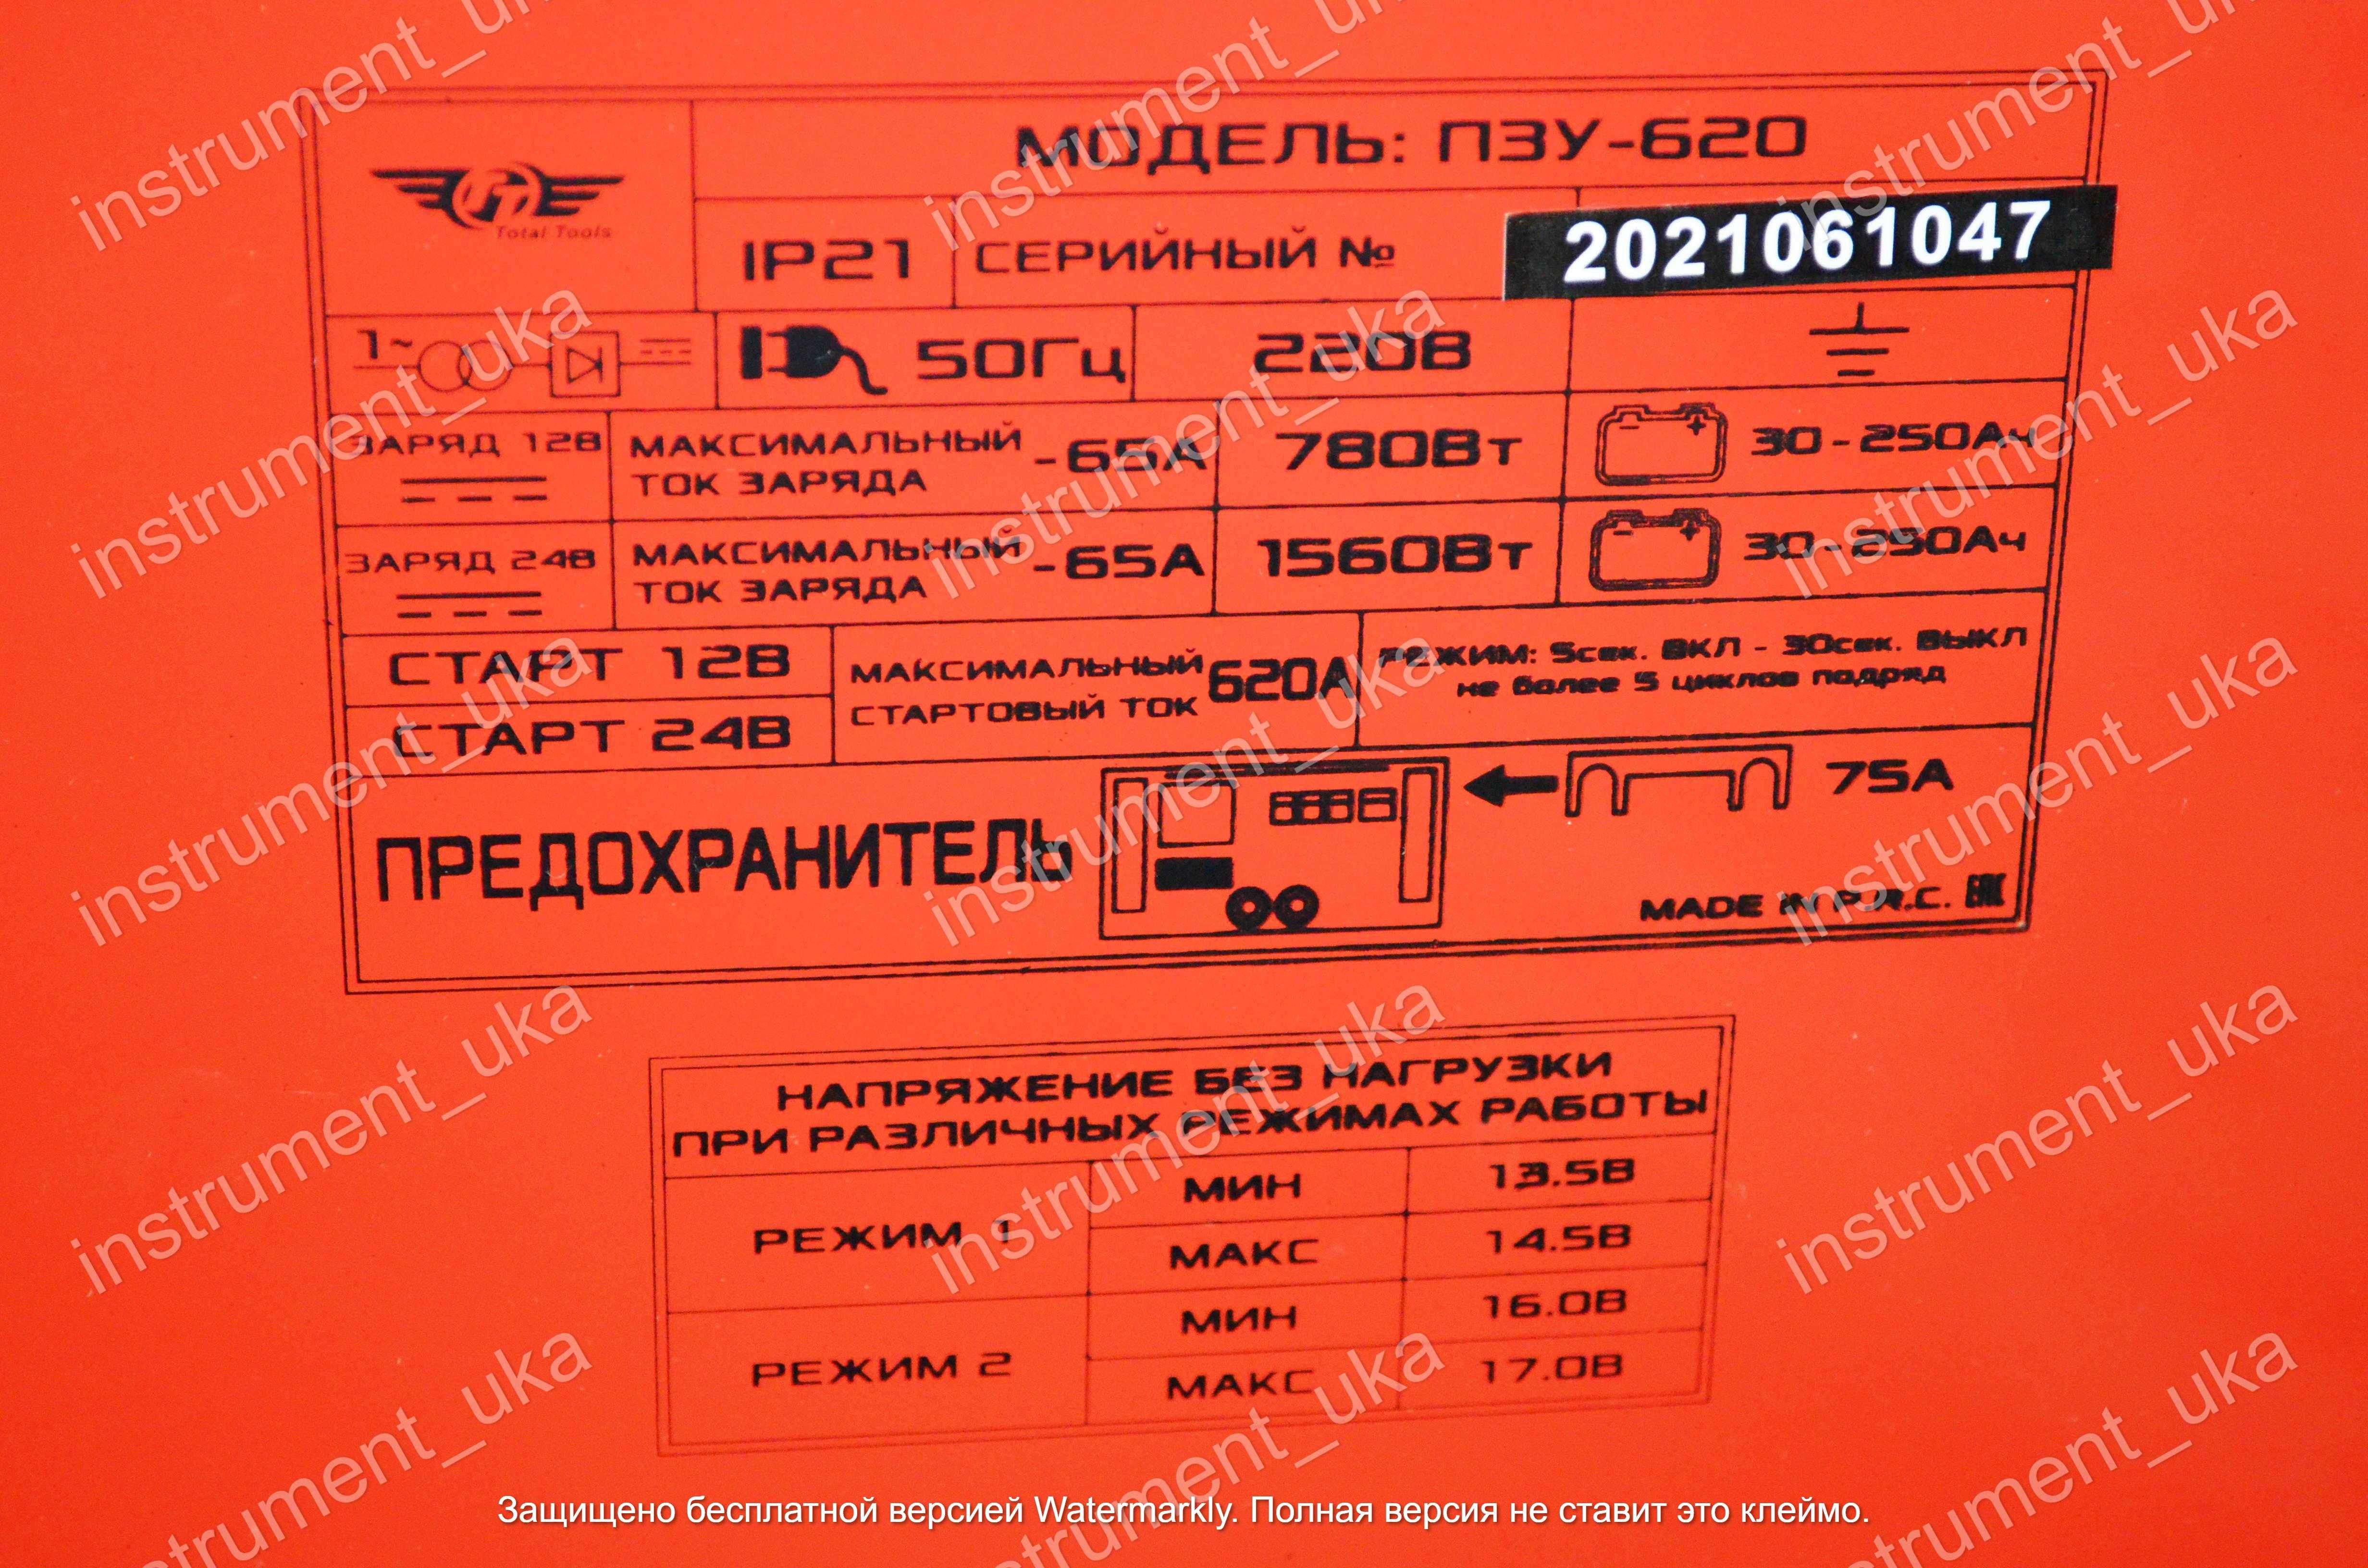 МОДЕЛЬ: ПЗУ-620
Total Tools
IP21 СЕРИЙНЫЙ № 2021061047
1~ 50Гц 220В
ЗАРЯД 12В МАКСИМАЛЬНЫЙ ТОК ЗАРЯДА -65А 780Вт - + 30-250Ач
ЗАРЯД 24В МАКСИМАЛЬНЫЙ ТОК ЗАРЯДА -65А 1560Вт - + 30-250Ач
СТАРТ 12В
СТАРТ 24В
МАКСИМАЛЬНЫЙ
СТАРТОВЫЙ ТОК
620А
РЕЖИМ: 5сек. ВКЛ - 30сек. ВЫКЛ
не более 5 циклов подряд
ПРЕДОХРАНИТЕЛЬ
75А
MADE IN P.R.C. EAC
НАПРЯЖЕНИЕ БЕЗ НАГРУЗКИ
ПРИ РАЗЛИЧНЫХ РЕЖИМАХ РАБОТЫ
РЕЖИМ 1 МИН 13.5В
МАКС 14.5В
РЕЖИМ 2 МИН 16.0В
МАКС 17.0В
instrument_uka
Защищено бесплатной версией Watermarkly. Полная версия не ставит это клеймо.